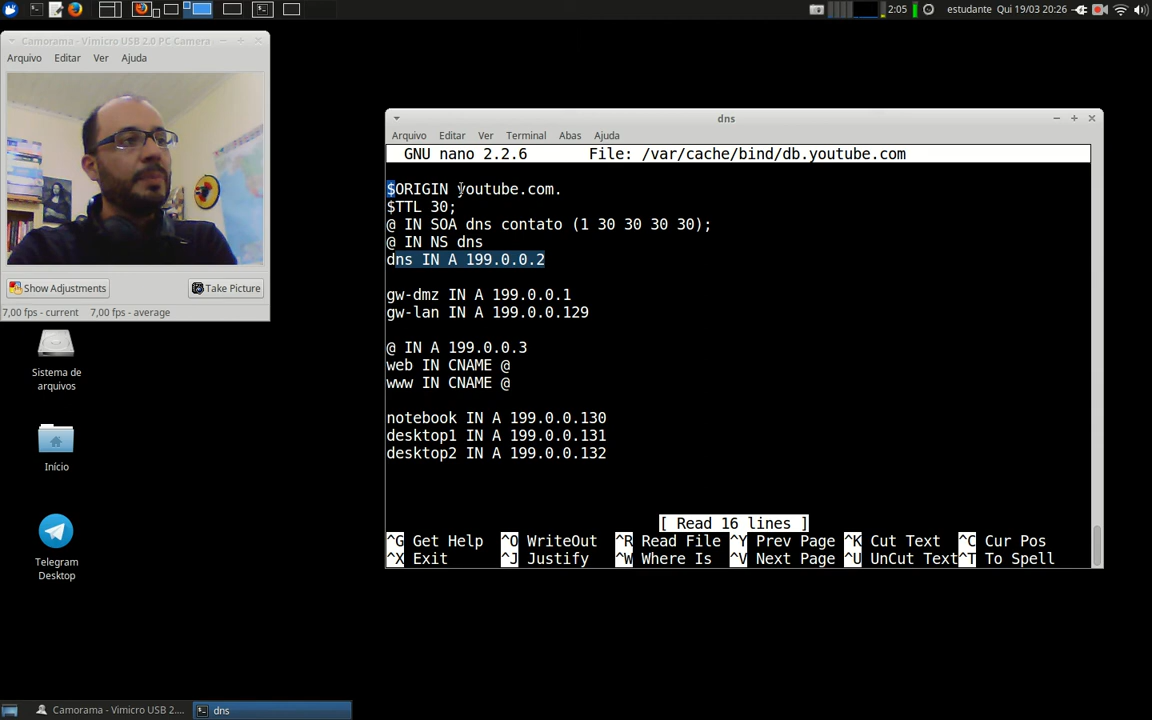 2:05 estudante Qui 19/03 20:26
Camorama - Vimicro USB 2.0 PC Camera
Arquivo Editar Ver Ajuda
Show Adjustments Take Picture
7,00 fps - current 7,00 fps - average
Sistema de
arquivos
Início
Telegram
Desktop
dns
Arquivo Editar Ver Terminal Abas Ajuda
GNU nano 2.2.6 File: /var/cache/bind/db.youtube.com
$ORIGIN youtube.com.
$TTL 30;
@ IN SOA dns contato (1 30 30 30 30);
@ IN NS dns
dns IN A 199.0.0.2
gw-dmz IN A 199.0.0.1
gw-lan IN A 199.0.0.129
@ IN A 199.0.0.3
web IN CNAME @
www IN CNAME @
notebook IN A 199.0.0.130
desktop1 IN A 199.0.0.131
desktop2 IN A 199.0.0.132
[ Read 16 lines ]
^G Get Help ^O WriteOut ^R Read File ^Y Prev Page ^K Cut Text ^C Cur Pos
^X Exit ^J Justify ^W Where Is ^V Next Page ^U UnCut Text^T To Spell
Camorama - Vimicro USB 2.... dns